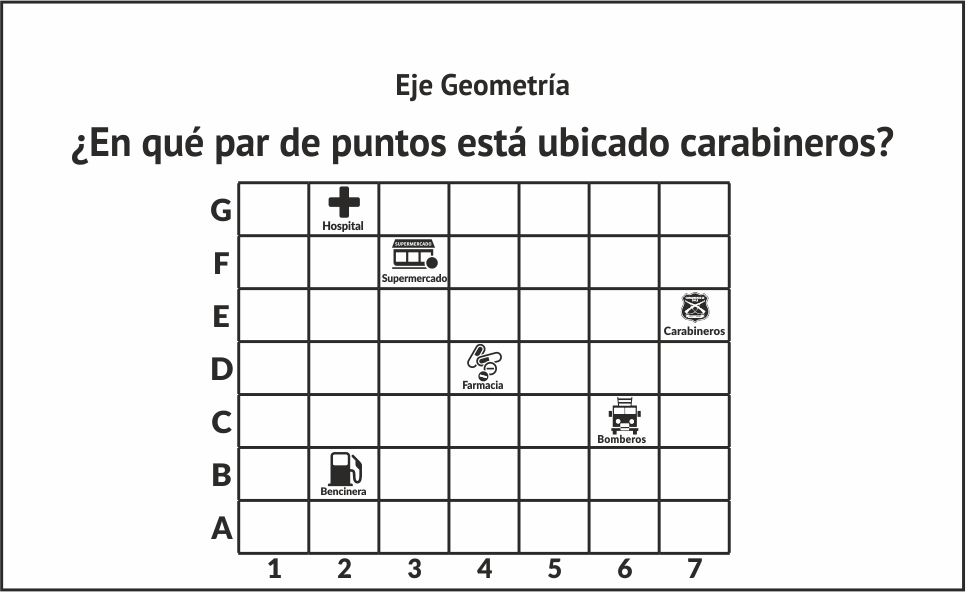 Eje Geometría
¿En qué par de puntos está ubicado carabineros?
G
Hospital
F
SUPERMERCADO
Supermercado
E
Carabineros
D
Farmacia
C
Bomberos
B
Bencinera
A
1 2 3 4 5 6 7